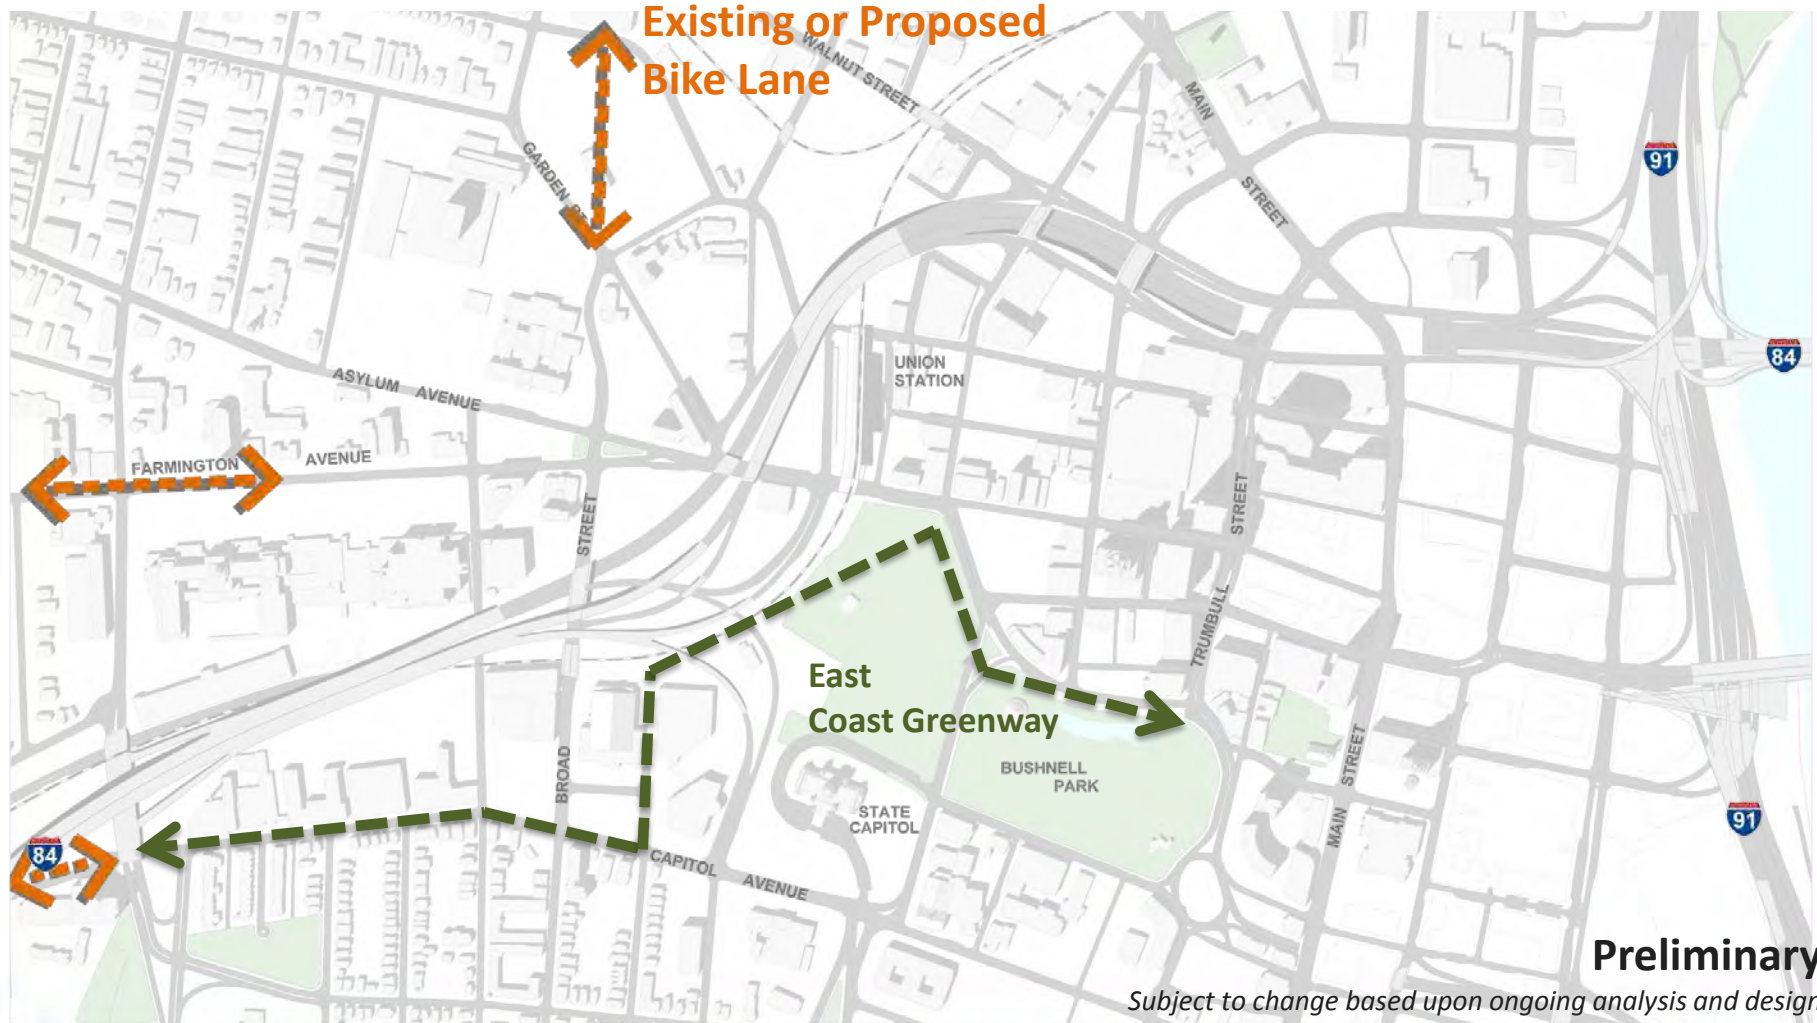 Existing or Proposed
Bike Lane
WALNUT STREET
MAIN
STREET
GARDEN ST
91
84
UNION
STATION
ASYLUM AVENUE
FARMINGTON AVENUE
STREET
STREET
TRUMBULL
East
Coast Greenway
BROAD
BUSHNELL
PARK
STATE
CAPITOL
MAIN STREET
91
84
CAPITOL AVENUE
Preliminary
Subject to change based upon ongoing analysis and design